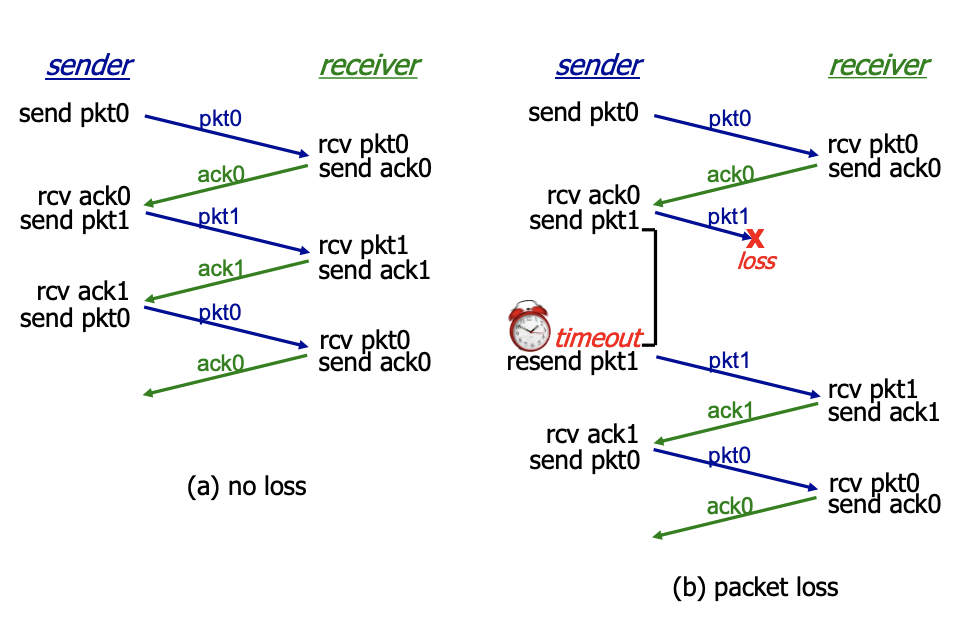 sender
receiver
send pkt0
pkt0
rcv pkt0
send ack0
ack0
rcv ack0
send pkt1
pkt1
rcv pkt1
send ack1
ack1
rcv ack1
send pkt0
pkt0
rcv pkt0
send ack0
ack0
(a) no loss
sender
receiver
send pkt0
pkt0
rcv pkt0
send ack0
ack0
rcv ack0
send pkt1
pkt1
X
loss
timeout
resend pkt1
pkt1
rcv pkt1
send ack1
ack1
rcv ack1
send pkt0
pkt0
rcv pkt0
send ack0
ack0
(b) packet loss